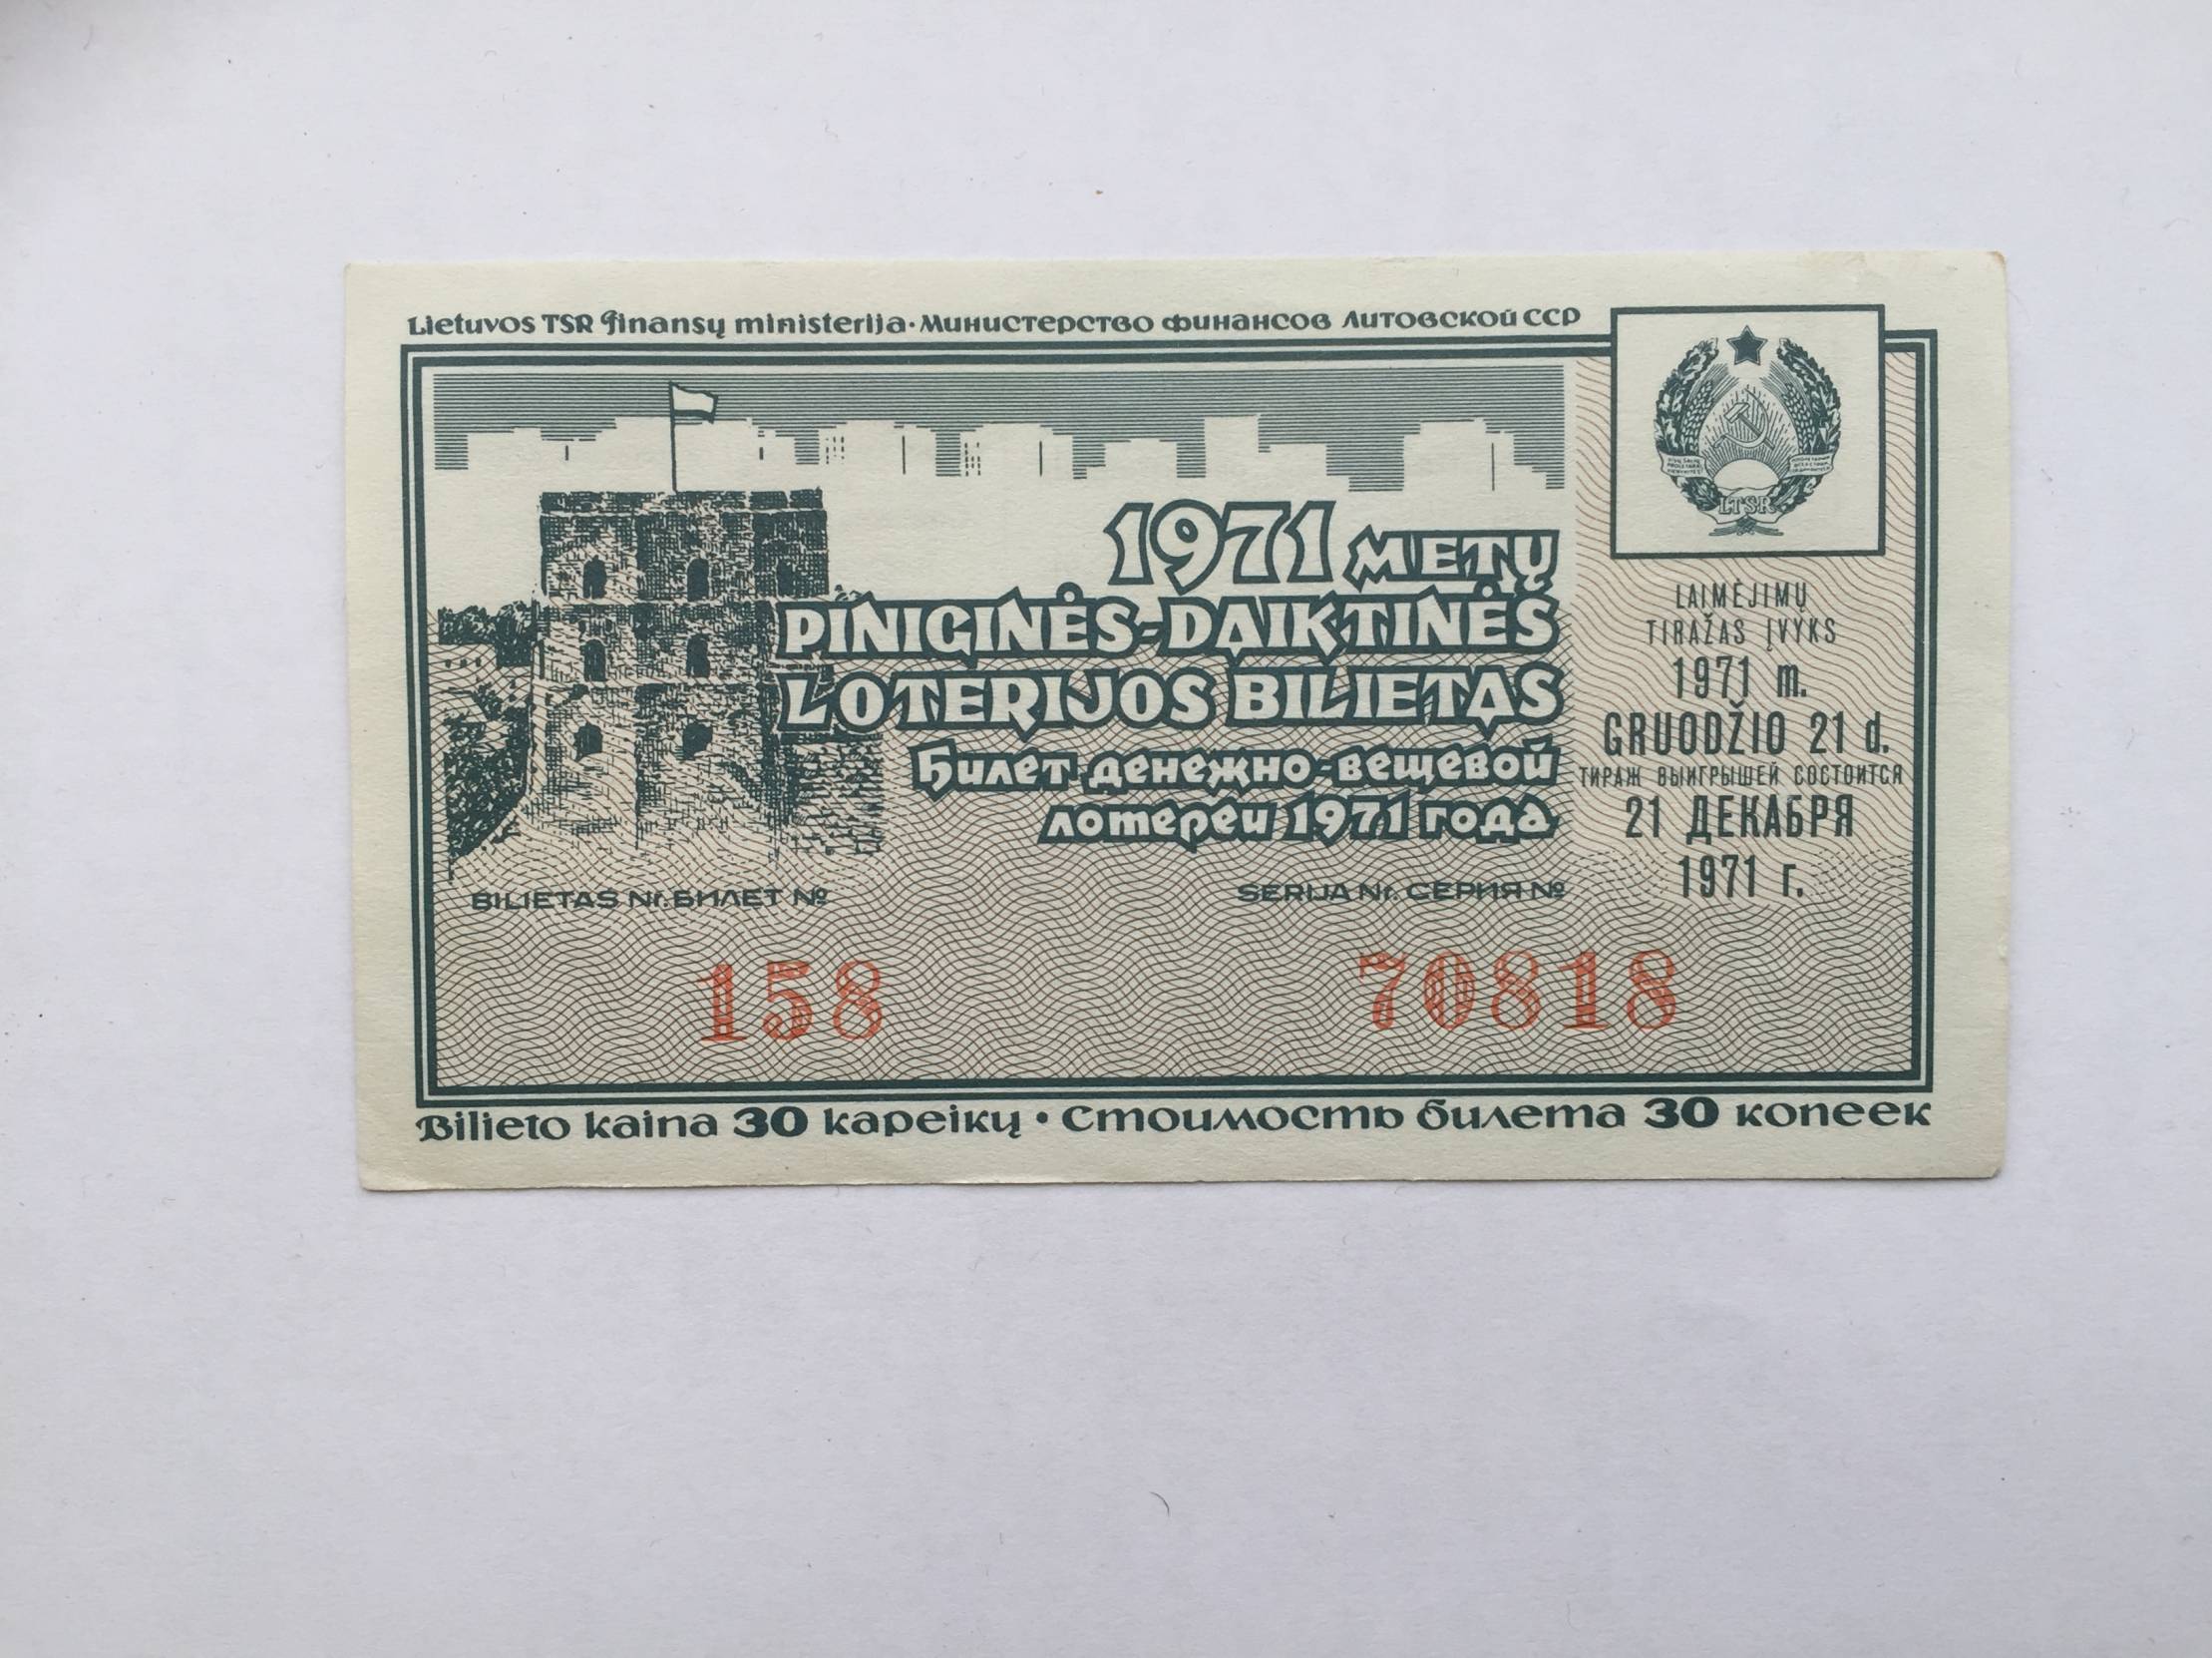 Lietuvos TSR finansų ministerija · Министерство финансов Литовской ССР
LTSR
1971 METŲ
PINIGINĖS-DAIKTINĖS
LOTERIJOS BILIETAS
Билет денежно-вещевой
лотереи 1971 года
LAIMĖJIMŲ
TIRAŽAS ĮVYKS
1971 m.
GRUODŽIO 21 d.
ТИРАЖ ВЫИГРЫШЕЙ СОСТОИТСЯ
21 ДЕКАБРЯ
1971 г.
BILIETAS Nr. БИЛЕТ №
SERIJA Nr. СЕРИЯ №
158
70818
Bilieto kaina 30 kapeikų · Стоимость билета 30 копеек